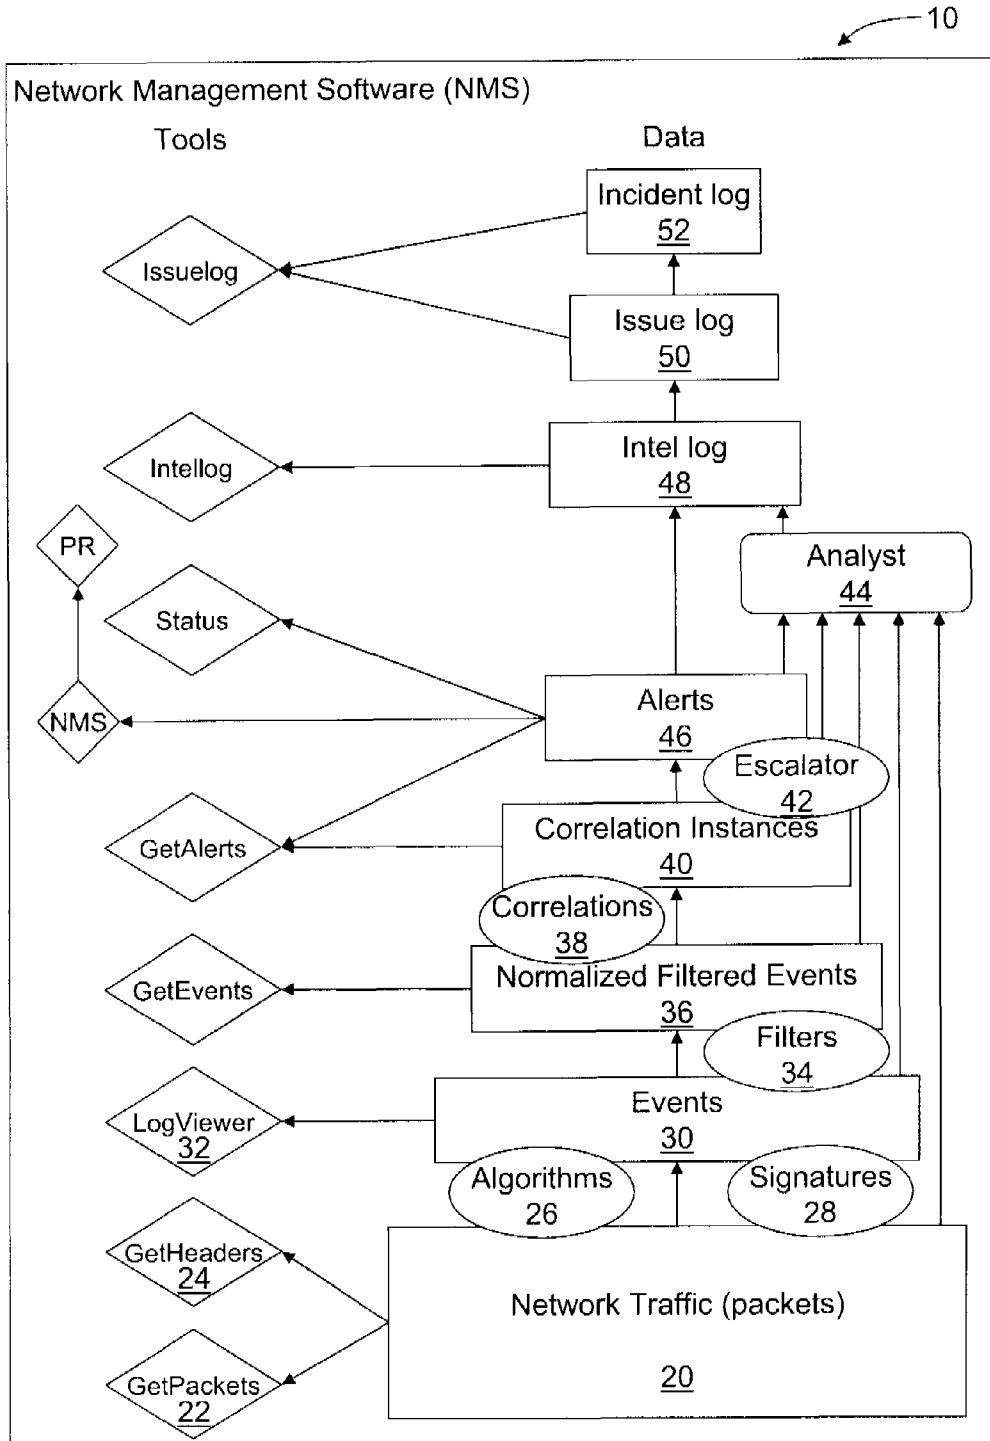 10
Network Management Software (NMS)
Tools
Data
Incident log
52
Issuelog
Issue log
50
Intellog
Intel log
48
PR
Analyst
44
Status
NMS
Alerts
46
Escalator
42
GetAlerts
Correlation Instances
40
Correlations
38
GetEvents
Normalized Filtered Events
36
Filters
34
LogViewer
32
Events
30
Algorithms
26
Signatures
28
GetHeaders
24
Network Traffic (packets)
20
GetPackets
22